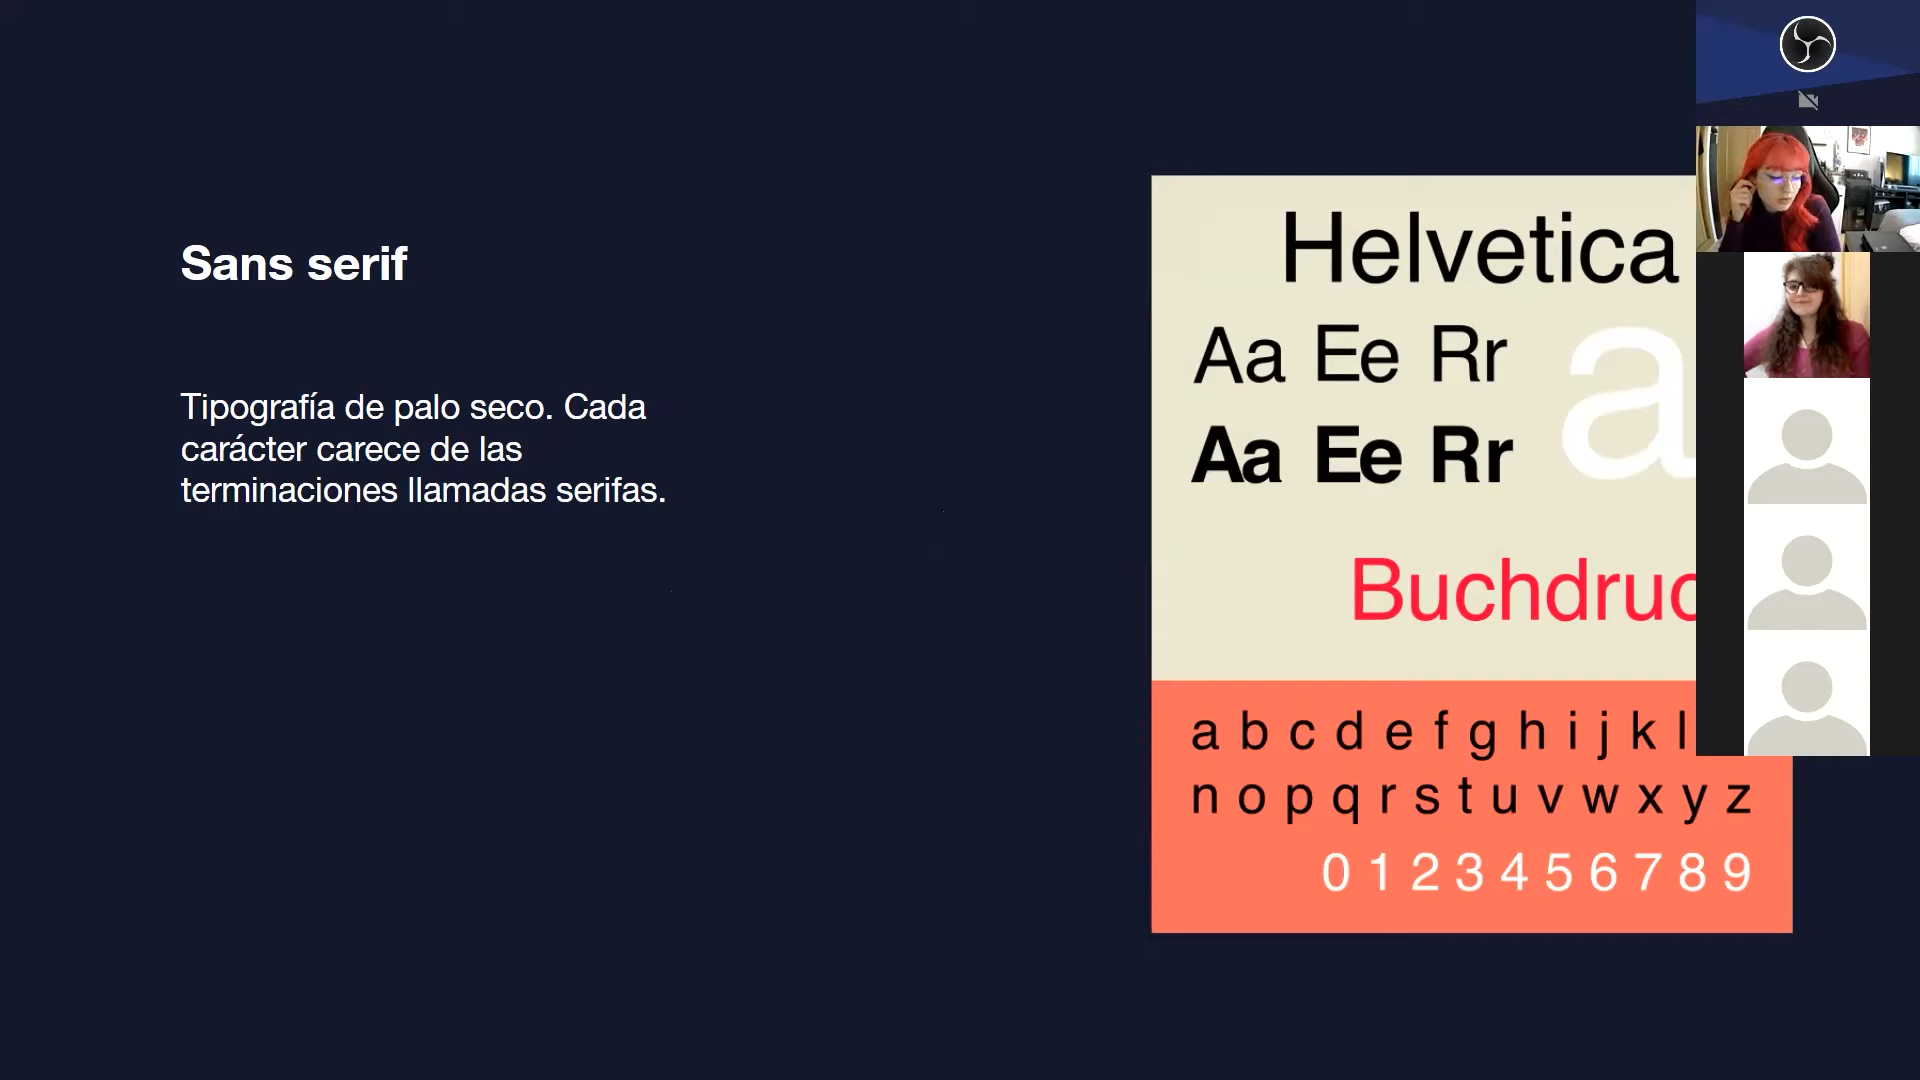 Sans serif
Tipografía de palo seco. Cada
carácter carece de las
terminaciones llamadas serifas.
Helvetica
Aa Ee Rr
a
Aa Ee Rr
Buchdruc
a b c d e f g h i j k l
n o p q r s t u v w x y z
0 1 2 3 4 5 6 7 8 9